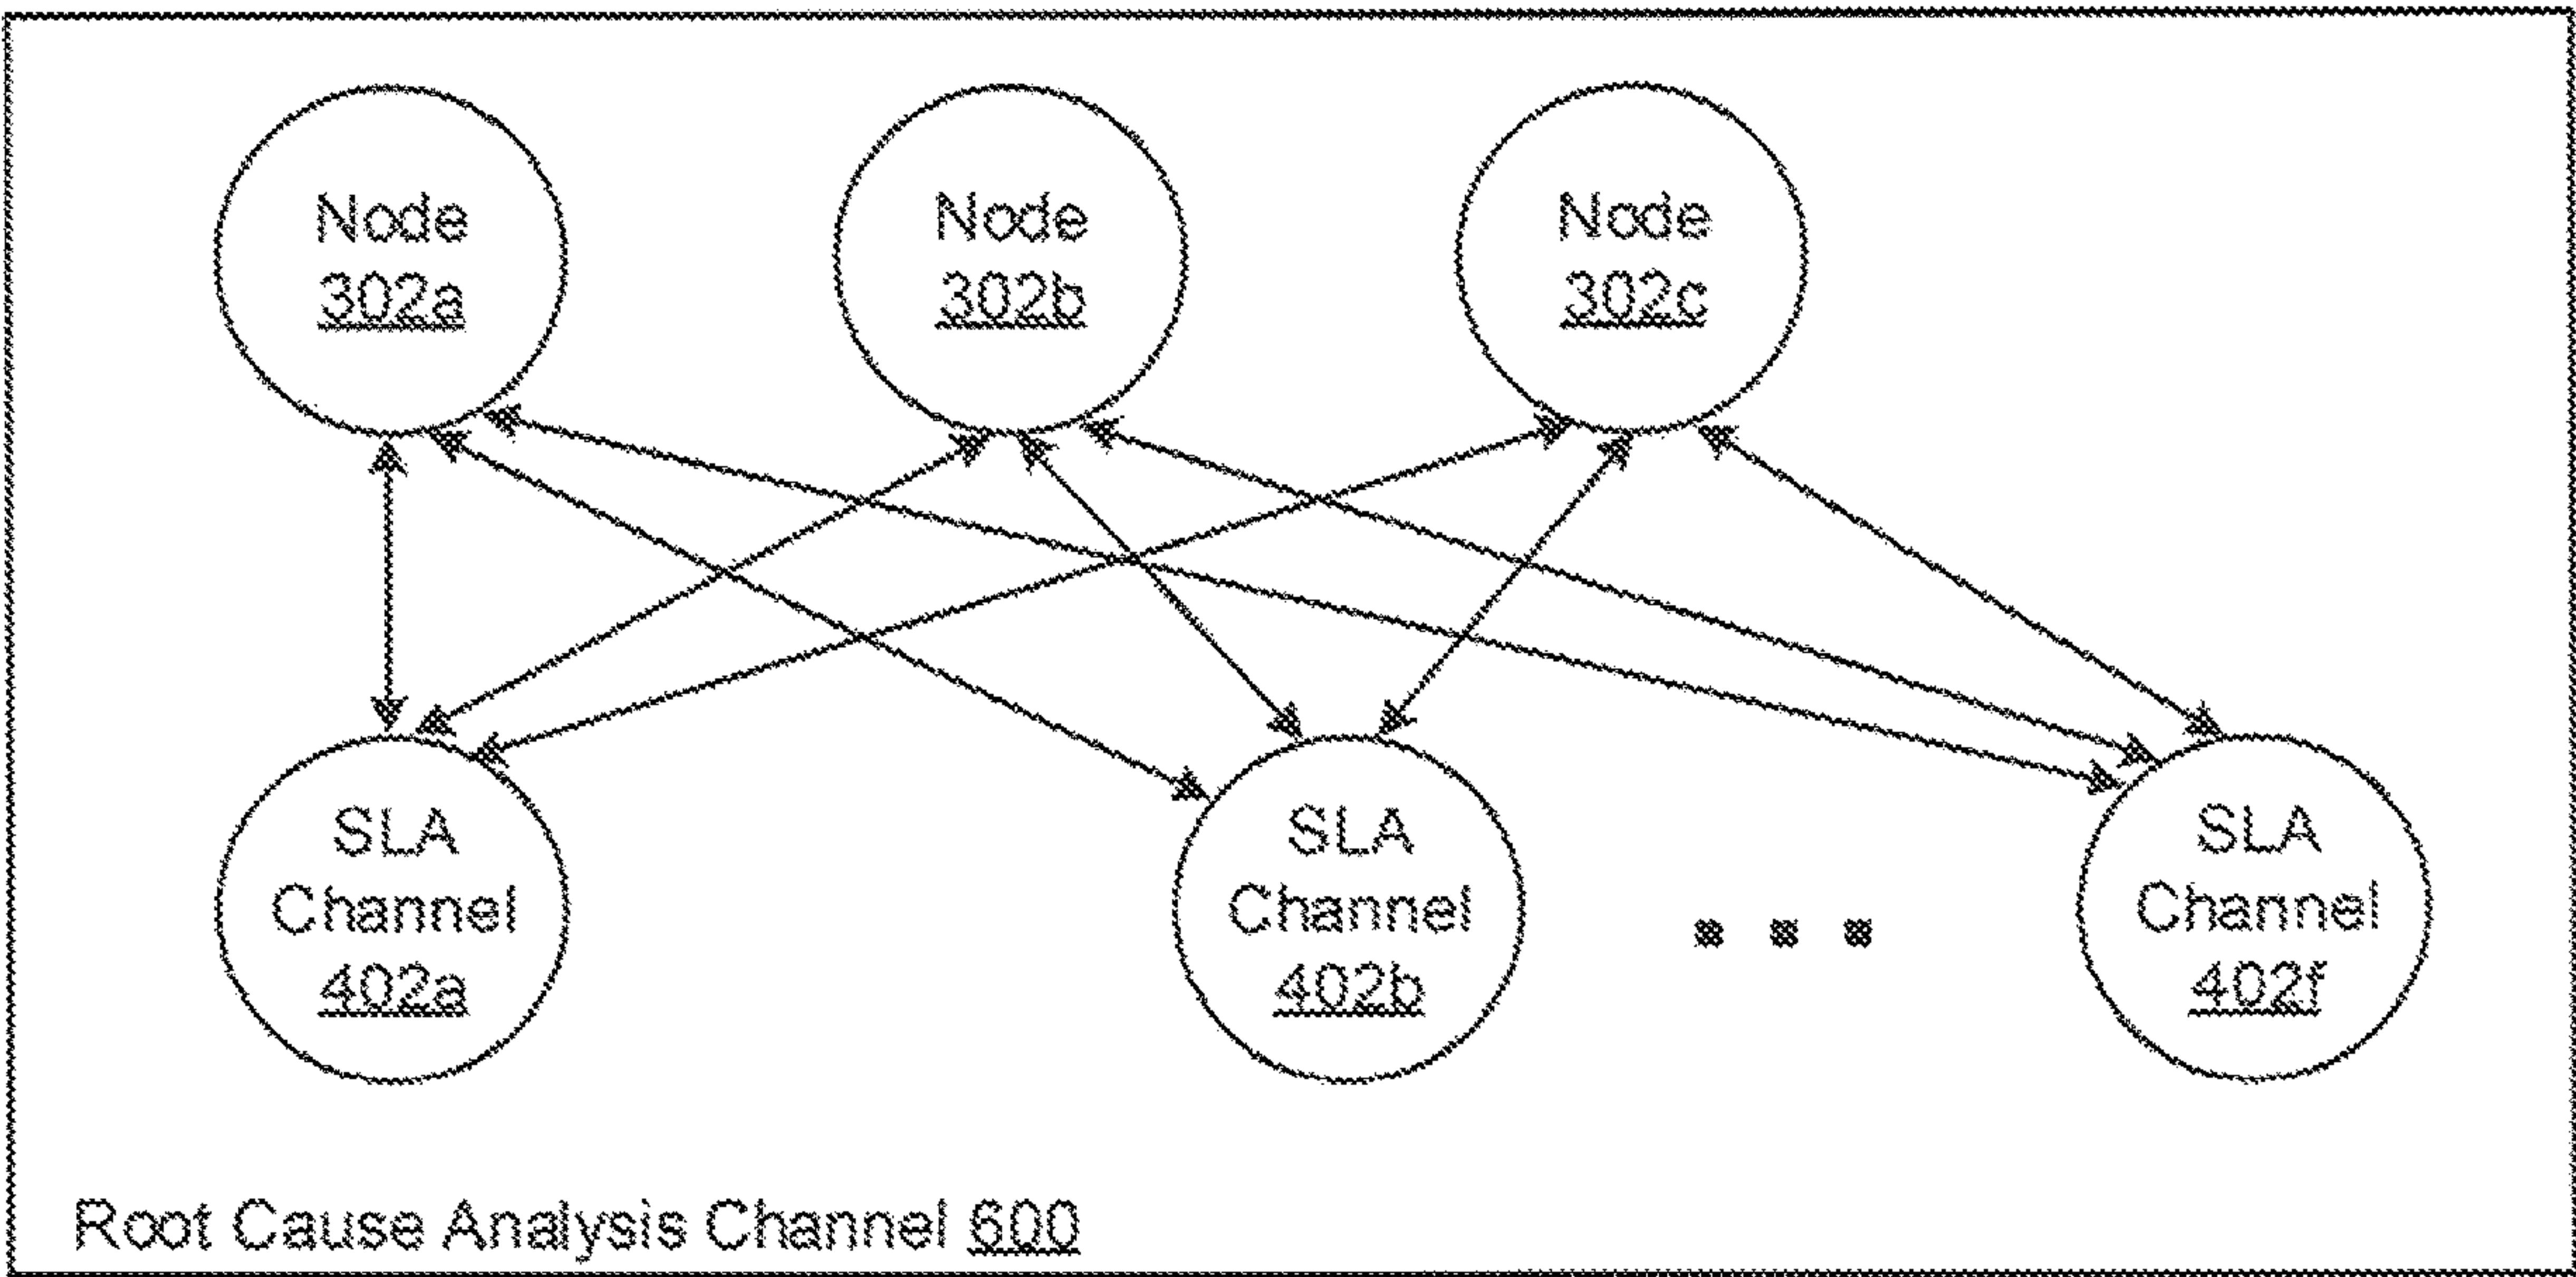 Node
302a
Node
302b
Node
302c
SLA
Channel
402a
SLA
Channel
402b
SLA
Channel
402f
Root Cause Analysis Channel 600